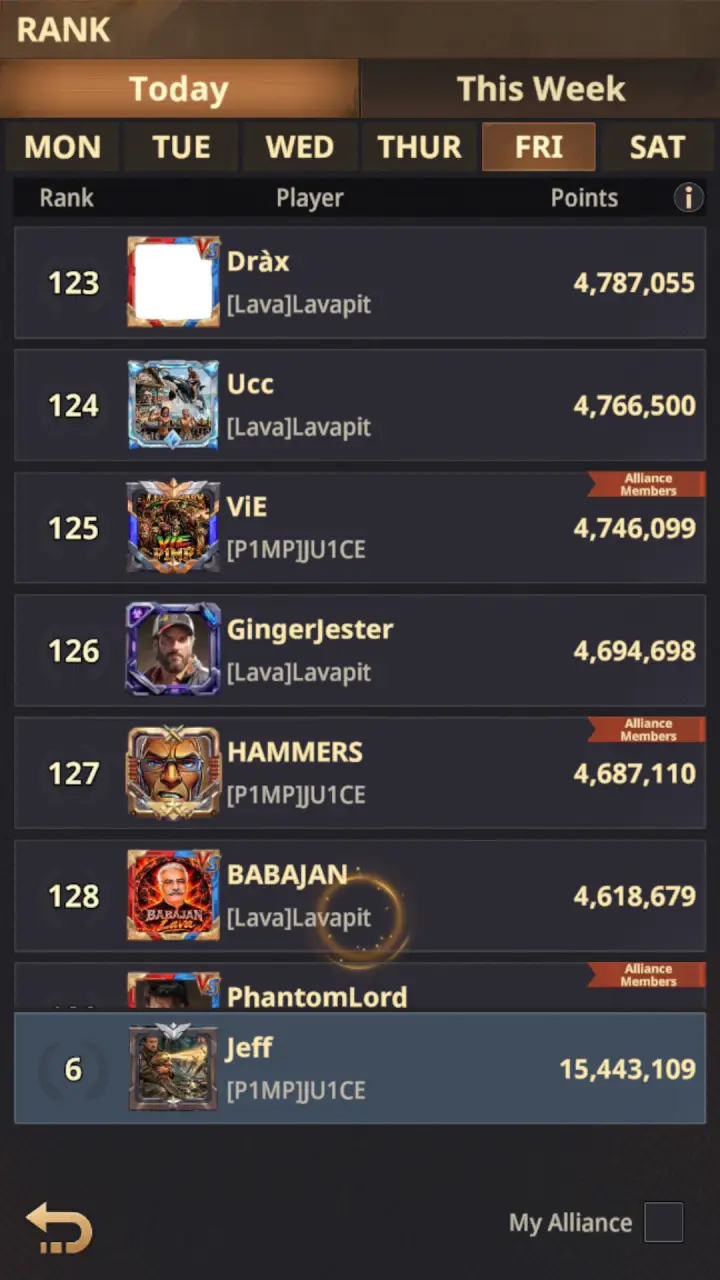 RANK
Today
This Week
MON
TUE
WED
THUR
FRI
SAT
Rank
Player
Points
123
Dràx
[Lava]Lavapit
4,787,055
124
Ucc
[Lava]Lavapit
4,766,500
125
ViE
[P1MP]JU1CE
Alliance
Members
4,746,099
126
GingerJester
[Lava]Lavapit
4,694,698
127
HAMMERS
[P1MP]JU1CE
Alliance
Members
4,687,110
128
BABAJAN
BABAJAN
Lava
[Lava]Lavapit
4,618,679
PhantomLord
Alliance
Members
6
Jeff
[P1MP]JU1CE
15,443,109
My Alliance